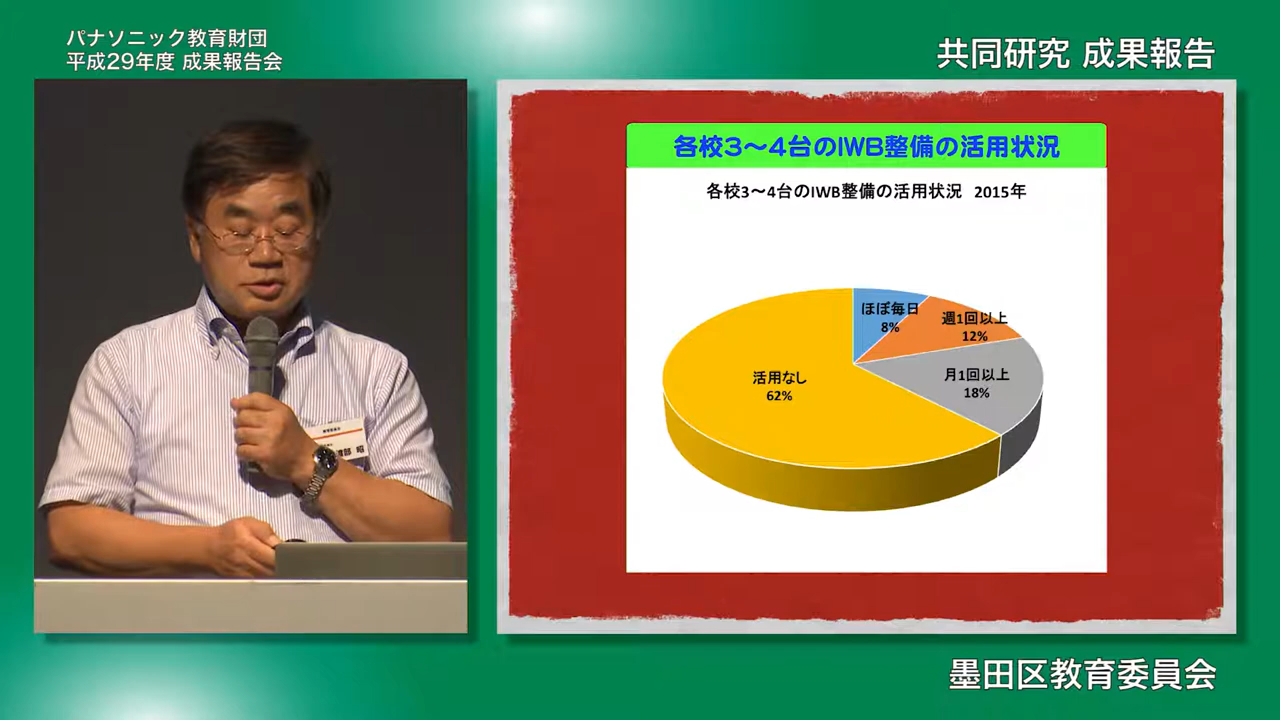 パナソニック教育財団
平成29年度 成果報告会
共同研究 成果報告
各校3～4台のIWB整備の活用状況
各校3～4台のIWB整備の活用状況 2015年
ほぼ毎日
8%
週1回以上
12%
月1回以上
18%
活用なし
62%
墨田区教育委員会